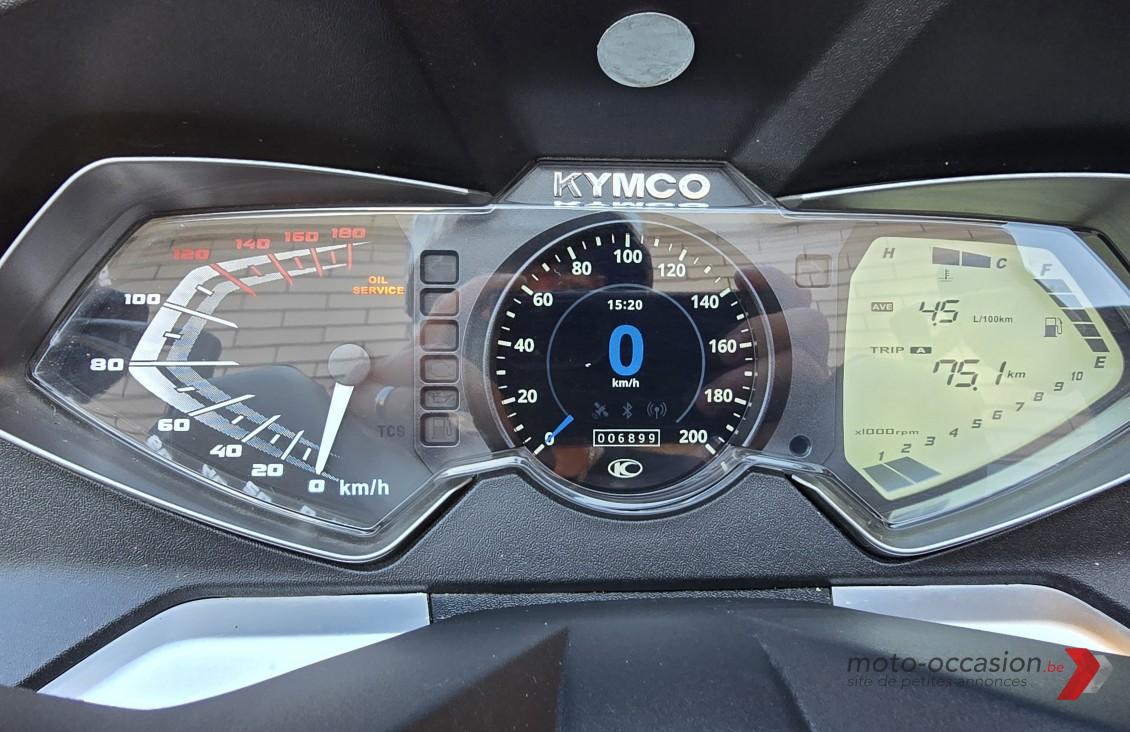 KYMCO
180
160
140
120
100
80
60
40
20
0 km/h
OIL
SERVICE
TCS
100
80
120
60
140
40
160
20
180
0
200
15:20
0
km/h
006899
H
C
F
E
AVE 4.5 L/100km
TRIP A
75.1 km
x1000rpm
1 2 3 4 5 6 7 8 9 10
moto-occasion.be
site de petites annonces